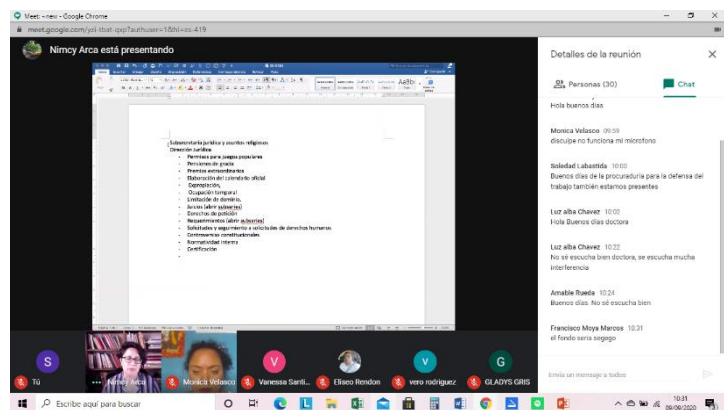 Meet: - new - Google Chrome
meet.google.com/yzi-tbat-qxp?authuser=1&hl=es-419
Nimcy Arca está presentando
Subsecretaría jurídica y asuntos religiosos
Dirección Jurídica
- Permisos para juegos populares
- Pensiones de gracia
- Premios extraordinarios
- Elaboración del calendario oficial
- Expropiación,
- Ocupación temporal
- Limitación de dominio.
- Juicios (abrir subseries)
- Derechos de petición
- Requerimientos (abrir subseries)
- Solicitudes y seguimiento a solicitudes de derechos humanos
- Controversias constitucionales
- Normatividad interna
- Certificación
-
S
Tú
Nimcy Arca
Monica Velasco
V
Vanessa Santi...
Eliseo Rendon
V
vero rodriguez
G
GLADYS GRIS
Detalles de la reunión
Personas (30)
Chat
Hola buenos días
Monica Velasco 09:59
disculpe no funciona mi microfono
Soledad Labastida 10:00
Buenos días de la procuraduria para la defensa del
trabajo también estamos presentes
Luz alba Chavez 10:02
Hola Buenos días doctora
Luz alba Chavez 10:22
No sé escucha bien doctora, se escucha mucha
interferencia
Amable Rueda 10:24
Buenos días. No sé escucha bien
Francisco Moya Marcos 10:31
el fondo seria segego
Envía un mensaje a todos
Escribe aquí para buscar
10:31
09/09/2020